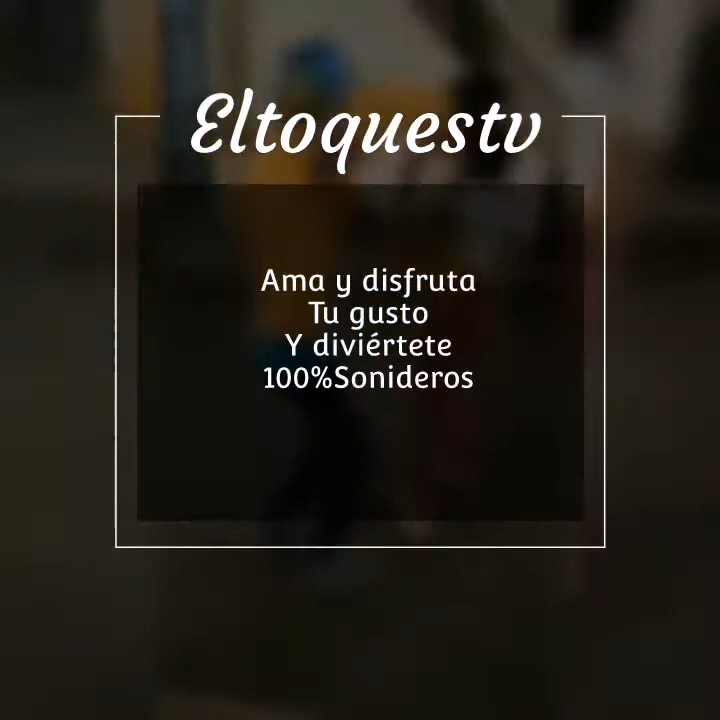 Eltoquestv
Ama y disfruta
Tu gusto
Y diviértete
100%Sonideros